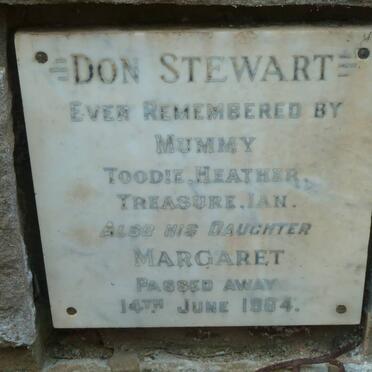 DON STEWART
EVER REMEMBERED BY
MUMMY
TOODIE, HEATHER,
TREASURE, IAN.
ALSO HIS DAUGHTER
MARGARET
PASSED AWAY
14TH JUNE 1984.